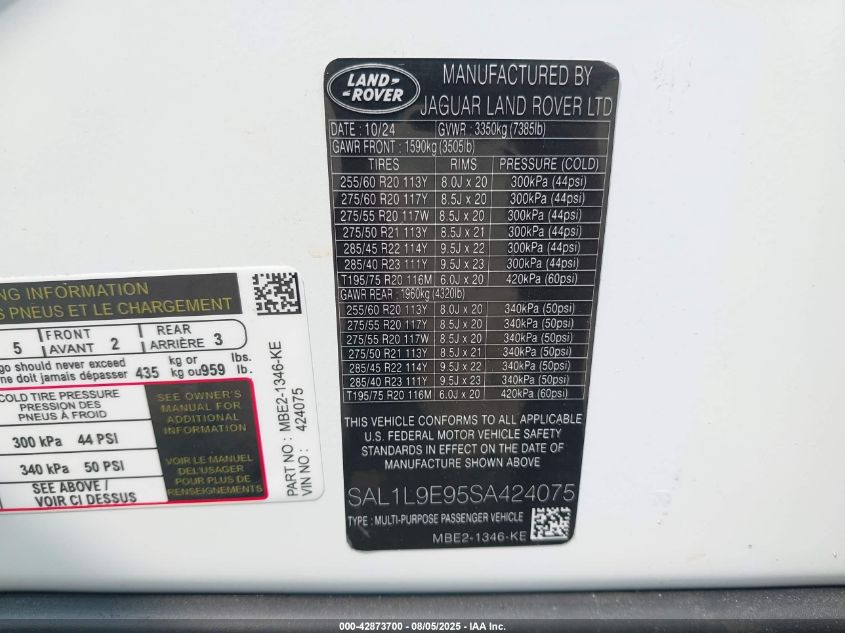 LAND-
-ROVER
MANUFACTURED BY
JAGUAR LAND ROVER LTD
DATE : 10/24 GVWR : 3350kg (7385lb)
GAWR FRONT : 1590kg (3505lb)
TIRES RIMS PRESSURE (COLD)
255/60 R20 113Y 8.0J x 20 300kPa (44psi)
275/60 R20 117Y 8.5J x 20 300kPa (44psi)
275/55 R20 117W 8.5J x 20 300kPa (44psi)
275/50 R21 113Y 8.5J x 21 300kPa (44psi)
285/45 R22 114Y 9.5J x 22 300kPa (44psi)
285/40 R23 111Y 9.5J x 23 300kPa (44psi)
T195/75 R20 116M 6.0J x 20 420kPa (60psi)
GAWR REAR : 1960kg (4320lb)
255/60 R20 113Y 8.0J x 20 340kPa (50psi)
275/55 R20 117Y 8.5J x 20 340kPa (50psi)
275/55 R20 117W 8.5J x 20 340kPa (50psi)
275/50 R21 113Y 8.5J x 21 340kPa (50psi)
285/45 R22 114Y 9.5J x 22 340kPa (50psi)
285/40 R23 111Y 9.5J x 23 340kPa (50psi)
T195/75 R20 116M 6.0J x 20 420kPa (60psi)
THIS VEHICLE CONFORMS TO ALL APPLICABLE
U.S. FEDERAL MOTOR VEHICLE SAFETY
STANDARDS IN EFFECT ON THE DATE OF
MANUFACTURE SHOWN ABOVE
SAL1L9E95SA424075
TYPE : MULTI-PURPOSE PASSENGER VEHICLE
MBE2-1346-KE
NG INFORMATION
S PNEUS ET LE CHARGEMENT
5 FRONT AVANT 2 REAR ARRIÈRE 3
go should never exceed
ne doit jamais dépasser 435 kg or kg ou 959 lbs. lb.
COLD TIRE PRESSURE
PRESSION DES
PNEUS À FROID
300 kPa 44 PSI
340 kPa 50 PSI
SEE ABOVE /
VOIR CI DESSUS
SEE OWNER'S
MANUAL FOR
ADDITIONAL
INFORMATION
VOIR LE MANUEL
DEL'USAGER
POUR PLUS DE
RENSEIGNEMENTS
PART NO : MBE2-1346-KE
VIN NO : 424075
000-42873700 - 08/05/2025 - IAA Inc.